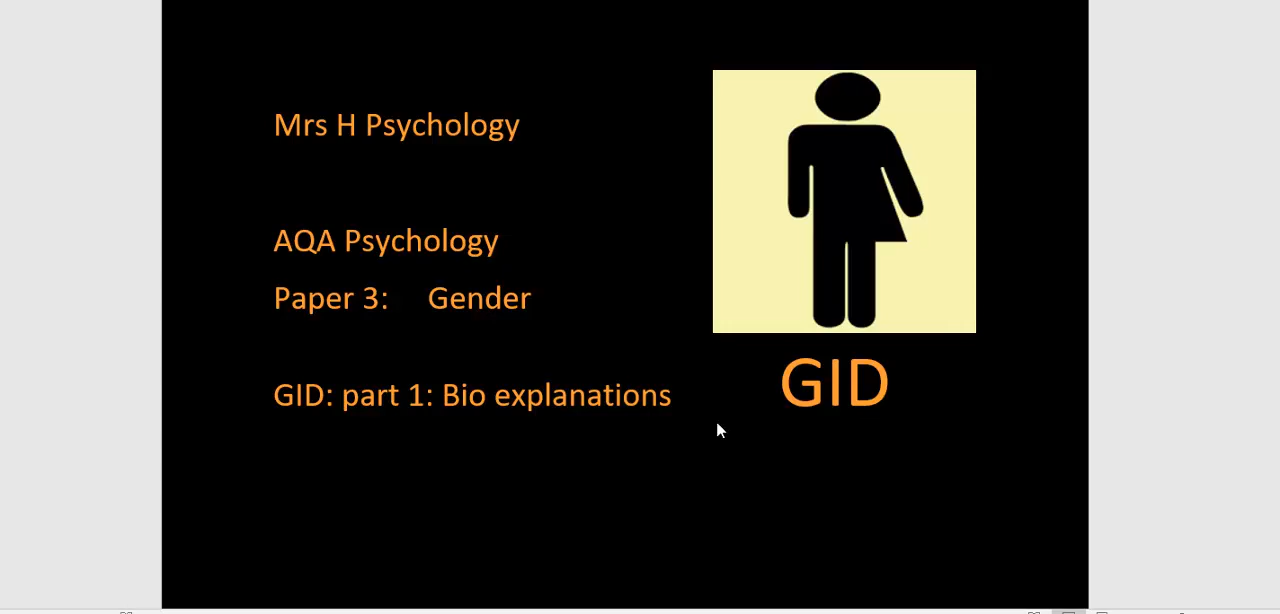 Mrs H Psychology
AQA Psychology
Paper 3: Gender
GID: part 1: Bio explanations
GID